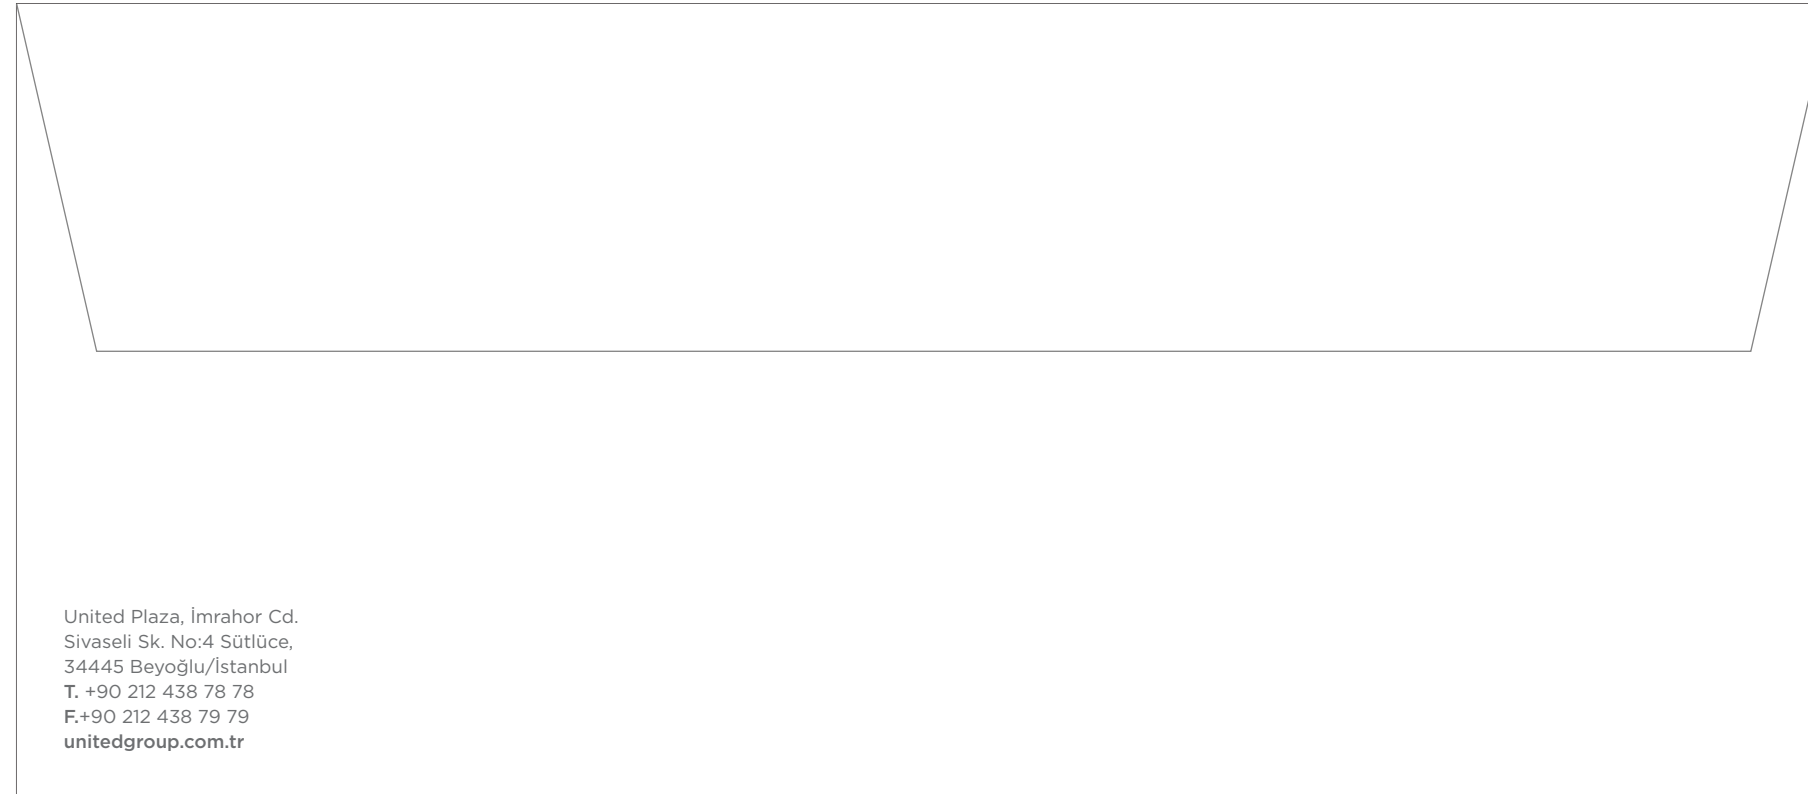 United Plaza, İmrahor Cd.
Sivaseli Sk. No:4 Sütlüce,
34445 Beyoğlu/İstanbul
T. +90 212 438 78 78
F.+90 212 438 79 79
unitedgroup.com.tr